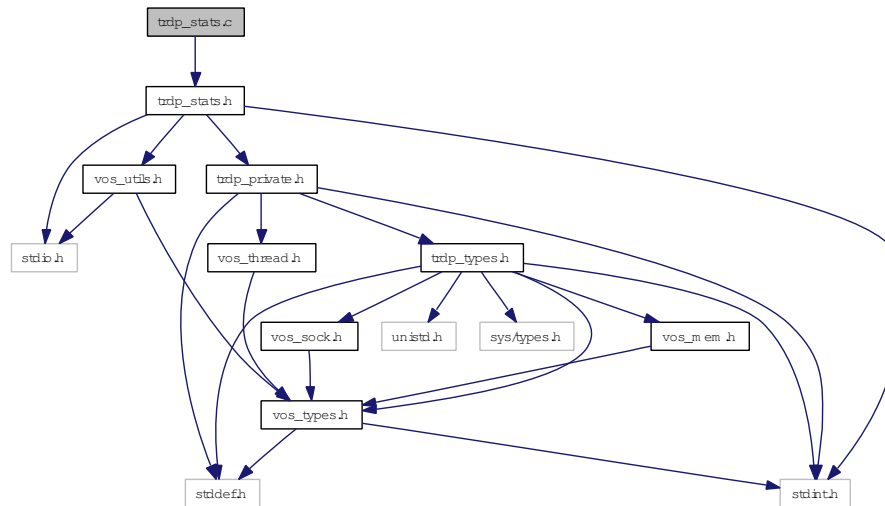 trdp_stats.c
trdp_stats.h
vos_utils.h
trdp_private.h
stdio.h
vos_thread.h
trdp_types.h
vos_sock.h
unistd.h
sys/types.h
vos_mem.h
vos_types.h
stddef.h
stdint.h